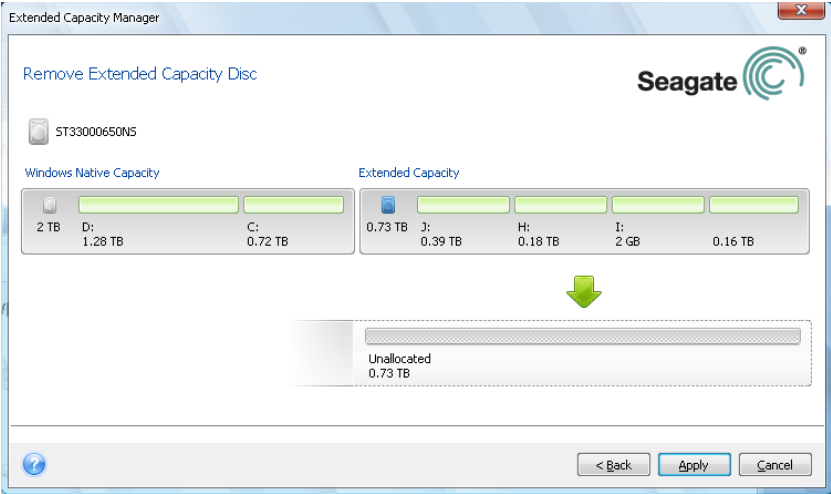 Extended Capacity Manager
Remove Extended Capacity Disc
Seagate®
ST33000650NS
Windows Native Capacity
Extended Capacity
2 TB
D:
1.28 TB
C:
0.72 TB
0.73 TB
J:
0.39 TB
H:
0.18 TB
I:
2 GB
0.16 TB
Unallocated
0.73 TB
?
< Back
Apply
Cancel